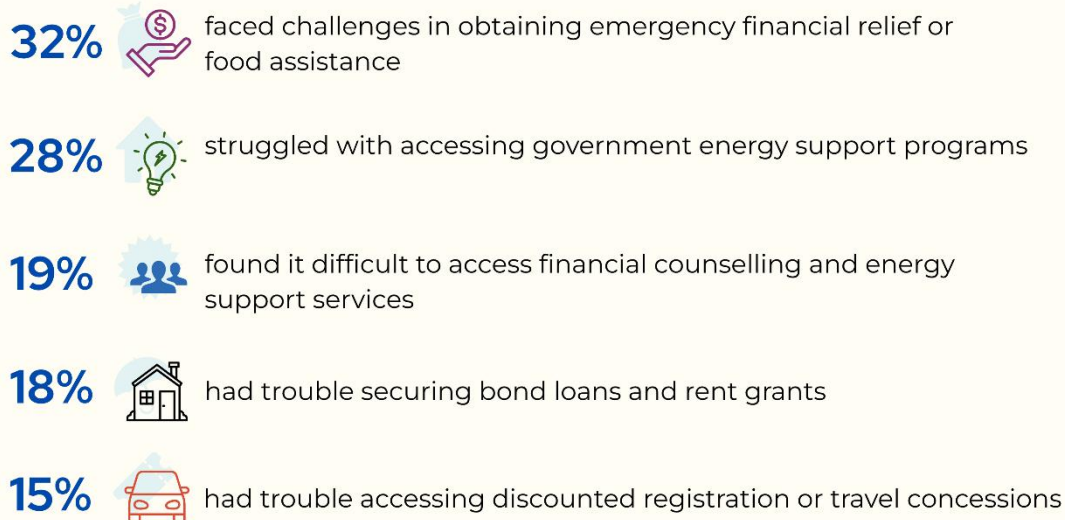 32%
faced challenges in obtaining emergency financial relief or
food assistance
28%
struggled with accessing government energy support programs
19%
found it difficult to access financial counselling and energy
support services
18%
had trouble securing bond loans and rent grants
15%
had trouble accessing discounted registration or travel concessions